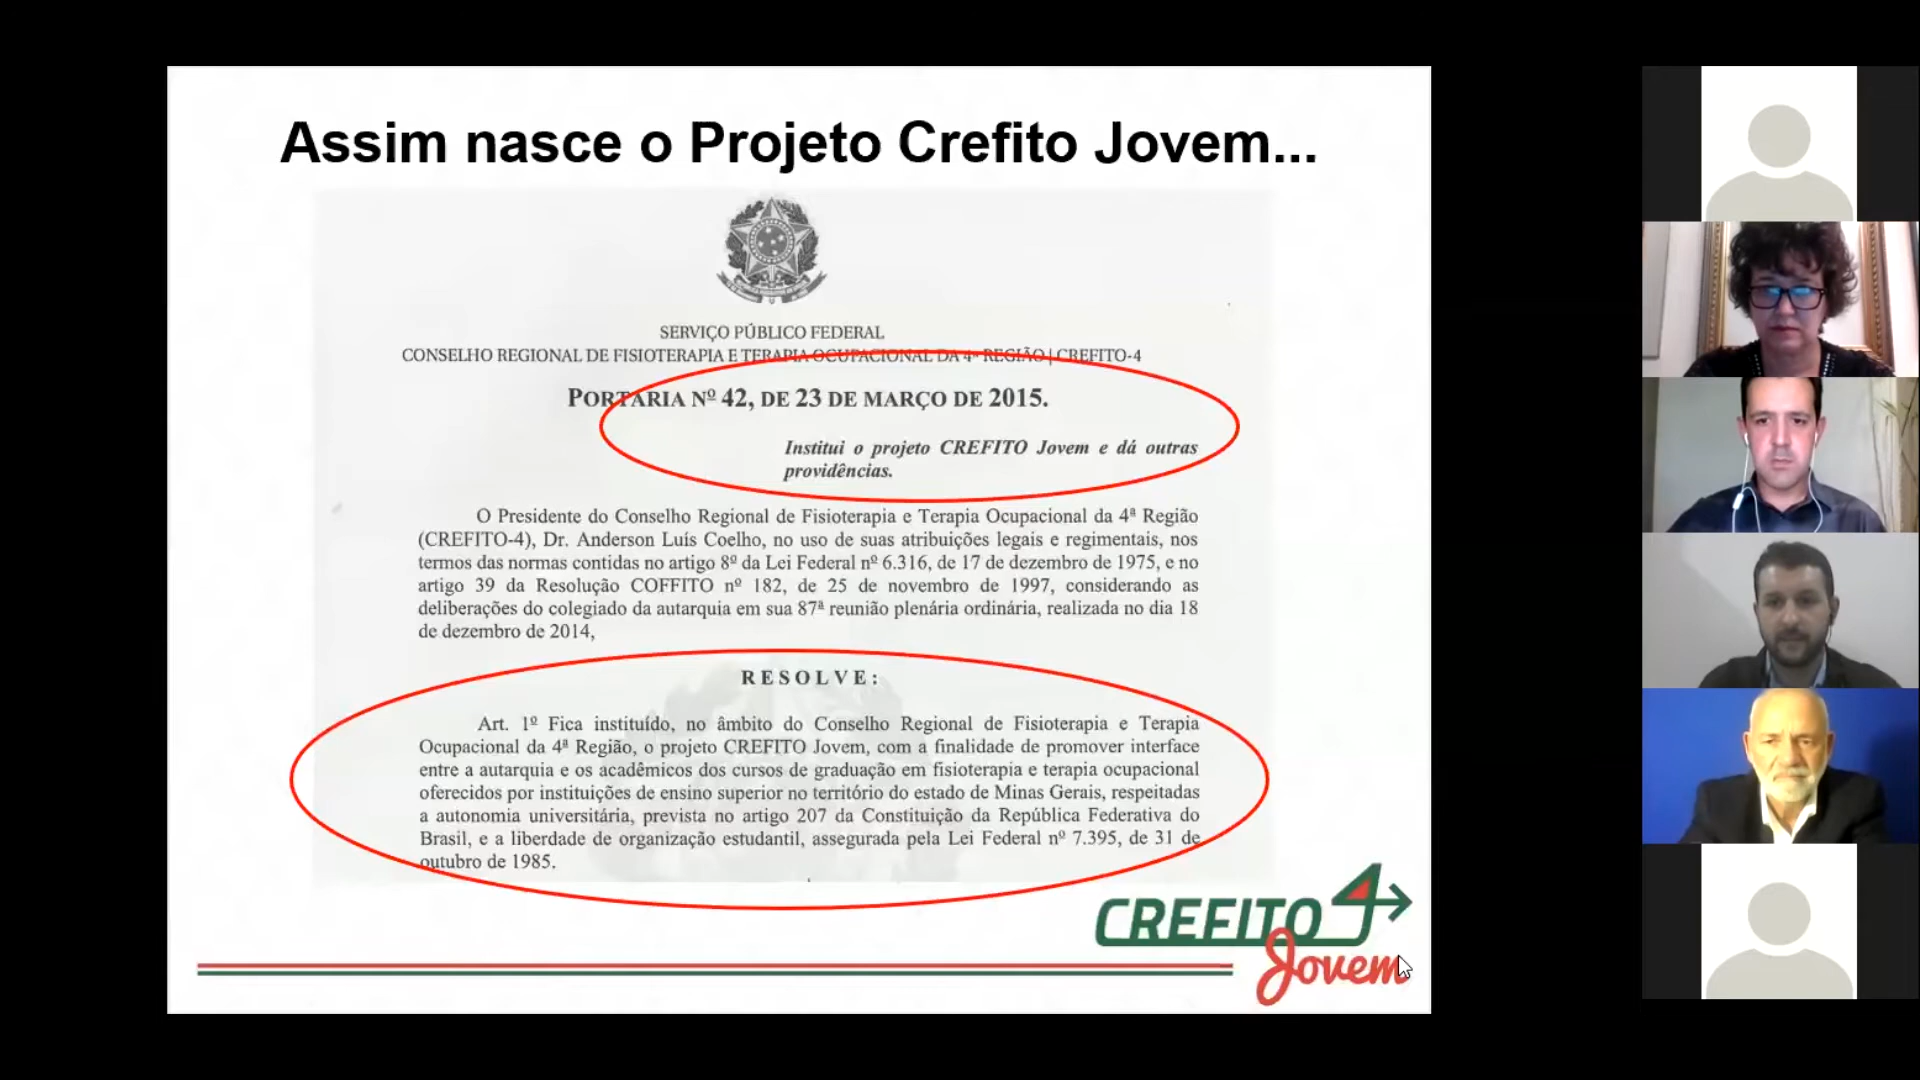 Assim nasce o Projeto Crefito Jovem...
SERVIÇO PÚBLICO FEDERAL
CONSELHO REGIONAL DE FISIOTERAPIA E TERAPIA OCUPACIONAL DA 4ª REGIÃO | CREFITO-4
PORTARIA Nº 42, DE 23 DE MARÇO DE 2015.
Institui o projeto CREFITO Jovem e dá outras
providências.
O Presidente do Conselho Regional de Fisioterapia e Terapia Ocupacional da 4ª Região
(CREFITO-4), Dr. Anderson Luís Coelho, no uso de suas atribuições legais e regimentais, nos
termos das normas contidas no artigo 8º da Lei Federal nº 6.316, de 17 de dezembro de 1975, e no
artigo 39 da Resolução COFFITO nº 182, de 25 de novembro de 1997, considerando as
deliberações do colegiado da autarquia em sua 87ª reunião plenária ordinária, realizada no dia 18
de dezembro de 2014,
RESOLVE:
Art. 1º Fica instituído, no âmbito do Conselho Regional de Fisioterapia e Terapia
Ocupacional da 4ª Região, o projeto CREFITO Jovem, com a finalidade de promover interface
entre a autarquia e os acadêmicos dos cursos de graduação em fisioterapia e terapia ocupacional
oferecidos por instituições de ensino superior no território do estado de Minas Gerais, respeitadas
a autonomia universitária, prevista no artigo 207 da Constituição da República Federativa do
Brasil, e a liberdade de organização estudantil, assegurada pela Lei Federal nº 7.395, de 31 de
outubro de 1985.
CREFITO 4
Jovem